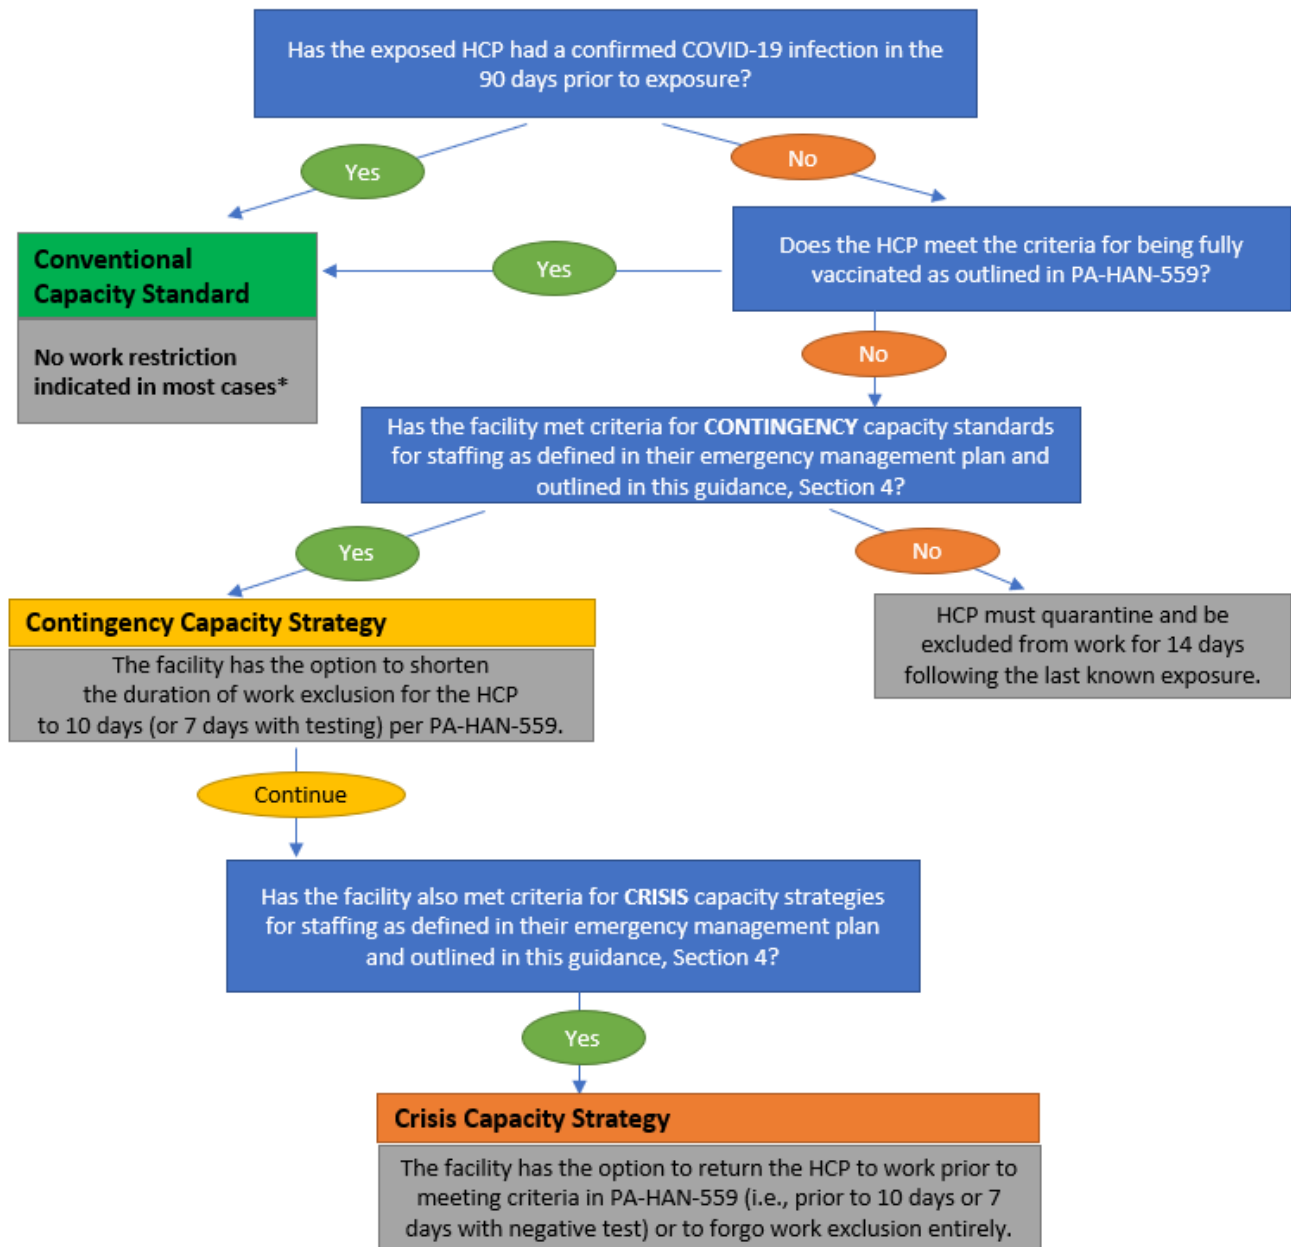 Has the exposed HCP had a confirmed COVID-19 infection in the
90 days prior to exposure?
Yes
No
Conventional
Capacity Standard
No work restriction
indicated in most cases*
Yes
Does the HCP meet the criteria for being fully
vaccinated as outlined in PA-HAN-559?
No
Has the facility met criteria for CONTINGENCY capacity standards
for staffing as defined in their emergency management plan and
outlined in this guidance, Section 4?
Yes
No
Contingency Capacity Strategy
The facility has the option to shorten
the duration of work exclusion for the HCP
to 10 days (or 7 days with testing) per PA-HAN-559.
HCP must quarantine and be
excluded from work for 14 days
following the last known exposure.
Continue
Has the facility also met criteria for CRISIS capacity strategies
for staffing as defined in their emergency management plan
and outlined in this guidance, Section 4?
Yes
Crisis Capacity Strategy
The facility has the option to return the HCP to work prior to
meeting criteria in PA-HAN-559 (i.e., prior to 10 days or 7
days with negative test) or to forgo work exclusion entirely.